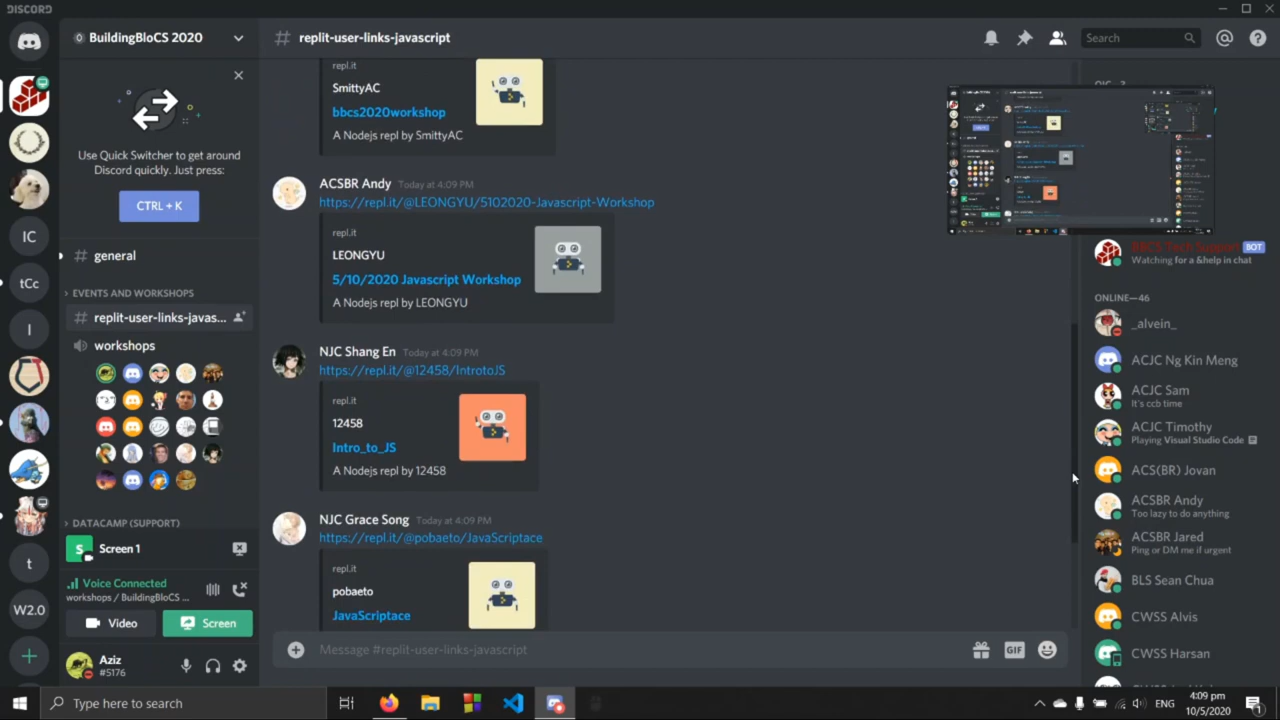 DISCORD
BuildingBloCS 2020
# replit-user-links-javascript
Search
Use Quick Switcher to get around
Discord quickly. Just press:
CTRL + K
# general
EVENTS AND WORKSHOPS
# replit-user-links-javas...
workshops
DATACAMP (SUPPORT)
S
Screen 1
Voice Connected
workshops / BuildingBloCS ...
Video
Screen
Aziz
#5176
IC
tCc
I
t
W2.0
repl.it
SmittyAC
bbcs2020workshop
A Nodejs repl by SmittyAC
ACSBR Andy Today at 4:09 PM
https://repl.it/@LEONGYU/5102020-Javascript-Workshop
repl.it
LEONGYU
5/10/2020 Javascript Workshop
A Nodejs repl by LEONGYU
NJC Shang En Today at 4:09 PM
https://repl.it/@12458/IntrotoJS
repl.it
12458
Intro_to_JS
A Nodejs repl by 12458
NJC Grace Song Today at 4:09 PM
https://repl.it/@pobaeto/JavaScriptace
repl.it
pobaeto
JavaScriptace
Message #replit-user-links-javascript
GIF
BBCS Tech Support BOT
Watching for a &help in chat
ONLINE—46
_alvein_
ACJC Ng Kin Meng
ACJC Sam
It's ccb time
ACJC Timothy
Playing Visual Studio Code
ACS(BR) Jovan
ACSBR Andy
Too lazy to do anything
ACSBR Jared
Ping or DM me if urgent
BLS Sean Chua
CWSS Alvis
CWSS Harsan
Type here to search
ENG
4:09 pm
10/5/2020
1